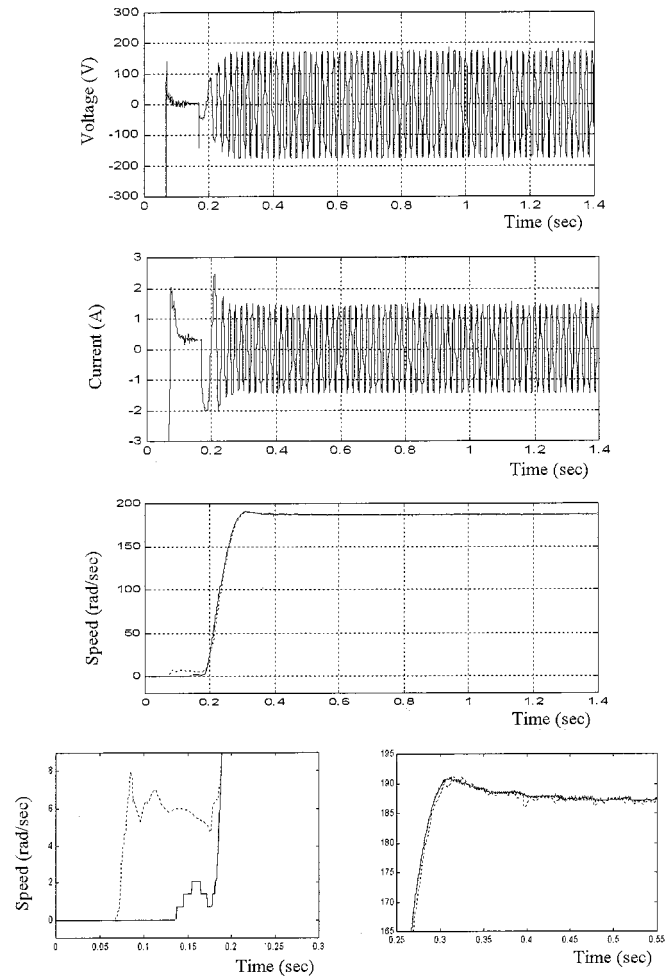 300
200
100
0
-100
-200
-300
Voltage (V)
0 0.2 0.4 0.6 0.8 1 1.2 1.4
Time (sec)
3
2
1
0
-1
-2
-3
Current (A)
0 0.2 0.4 0.6 0.8 1 1.2 1.4
Time (sec)
200
150
100
50
0
Speed (rad/sec)
0 0.2 0.4 0.6 0.8 1 1.2 1.4
Time (sec)
8
6
4
2
0
Speed (rad/sec)
0 0.05 0.1 0.15 0.2 0.25 0.3
Time (sec)
195
190
185
180
175
170
165
0.25 0.3 0.35 0.4 0.45 0.5 0.55
Time (sec)